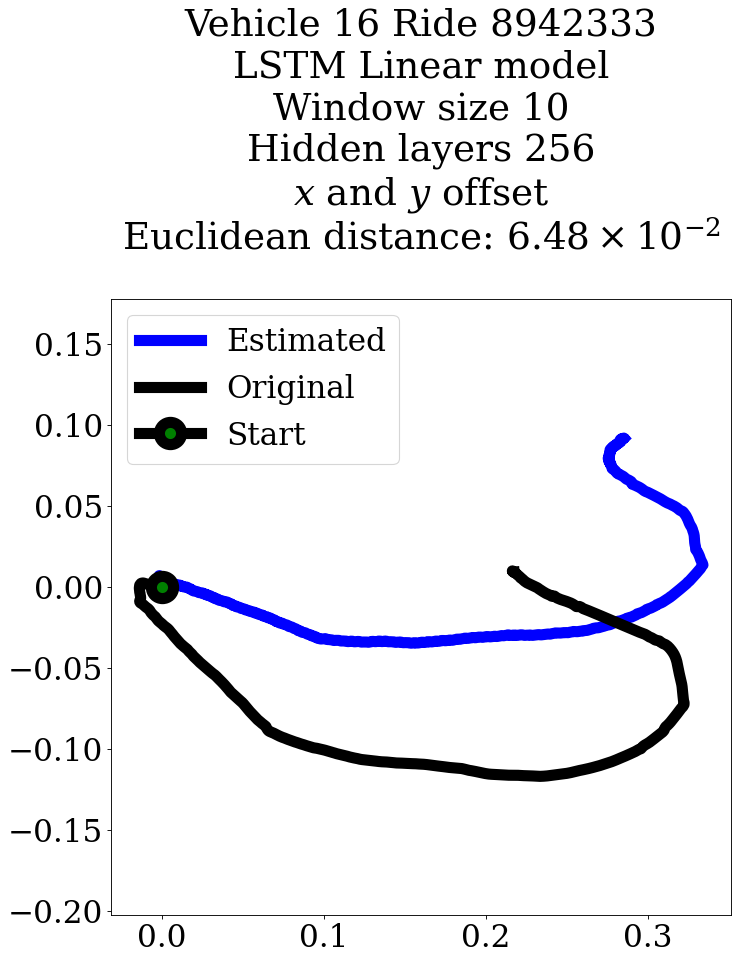 Vehicle 16 Ride 8942333
LSTM Linear model
Window size 10
Hidden layers 256
x and y offset
Euclidean distance: 6.48 × 10⁻²
Estimated
Original
Start
0.15
0.10
0.05
0.00
−0.05
−0.10
−0.15
−0.20
0.0 0.1 0.2 0.3